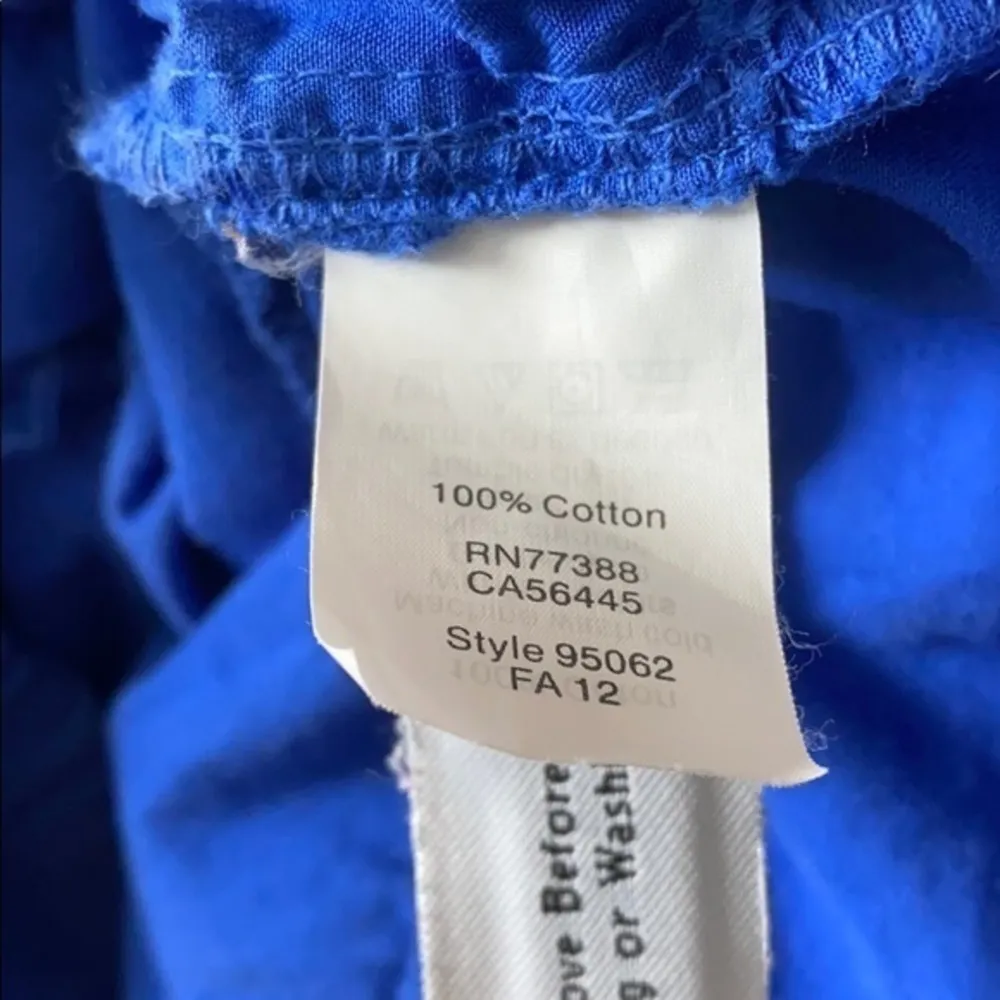 100% Cotton
RN77388
CA56445
Style 95062
FA 12
ove Before
g or Wash